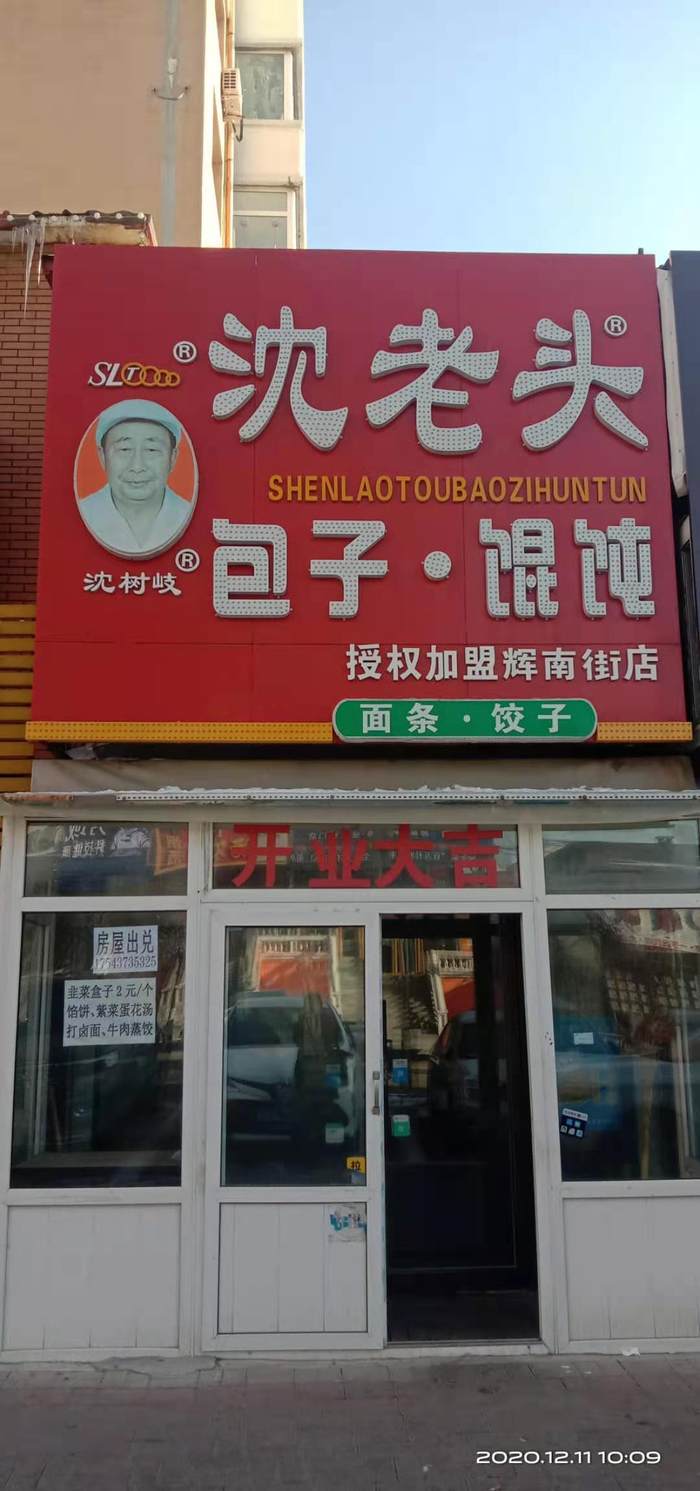 沈老头
SLT
SHENLAOTOUBAOZIHUNTUN
沈树岐
包子·馄饨
授权加盟辉南街店
面条·饺子
开业大吉
房屋出兑
17543735325
韭菜盒子2元/个
馅饼、紫菜蛋花汤
打卤面、牛肉蒸饺
拉
2020.12.11 10:09